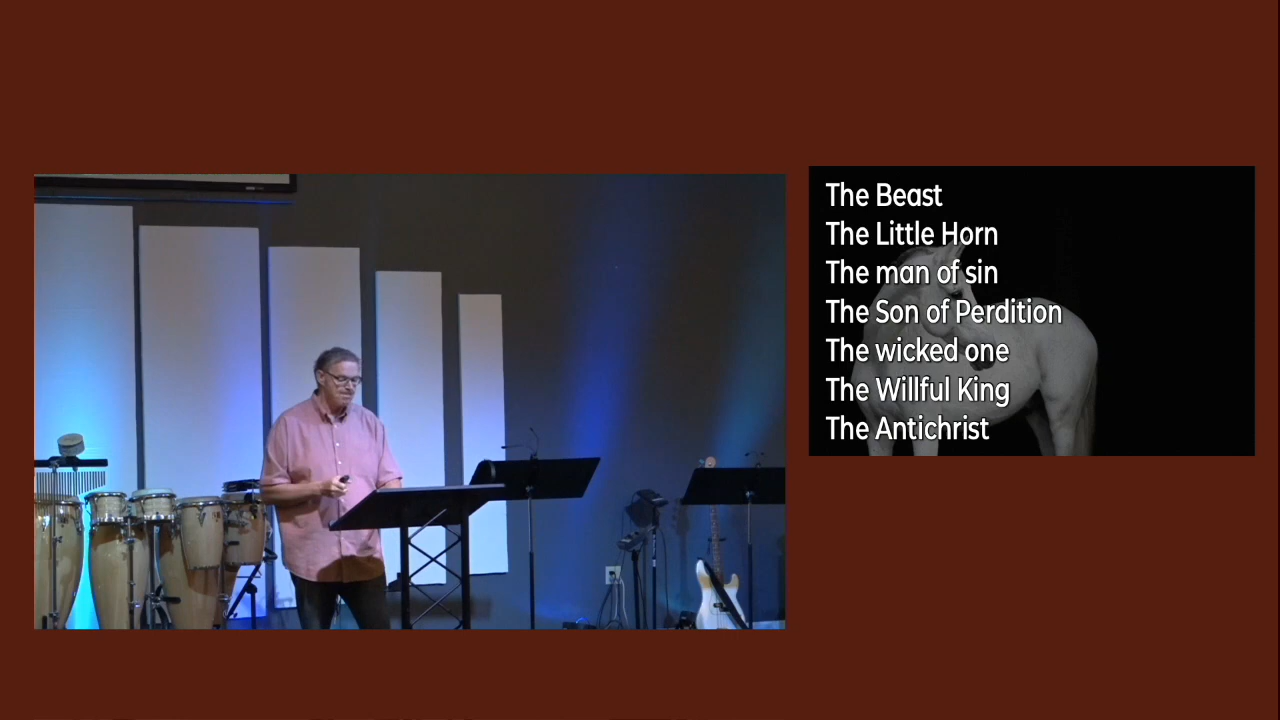 The Beast
The Little Horn
The man of sin
The Son of Perdition
The wicked one
The Willful King
The Antichrist